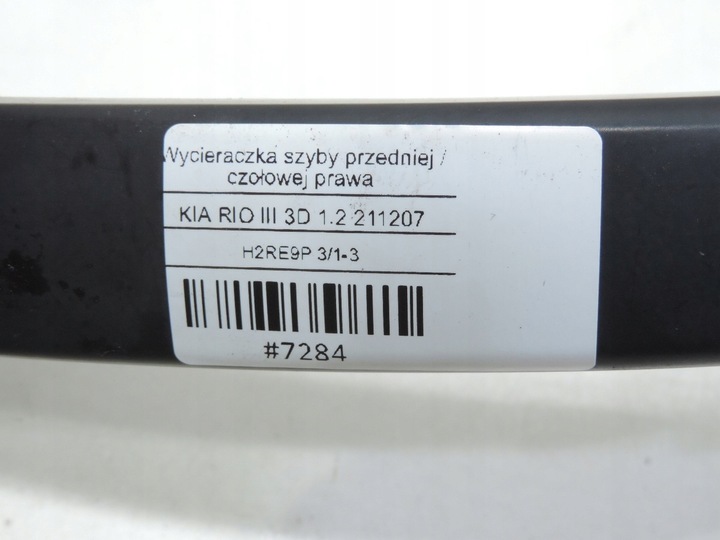 Wycieraczka szyby przedniej /
czołowej prawa
KIA RIO III 3D 1.2 211207
H2RE9P 3/1-3
#7284